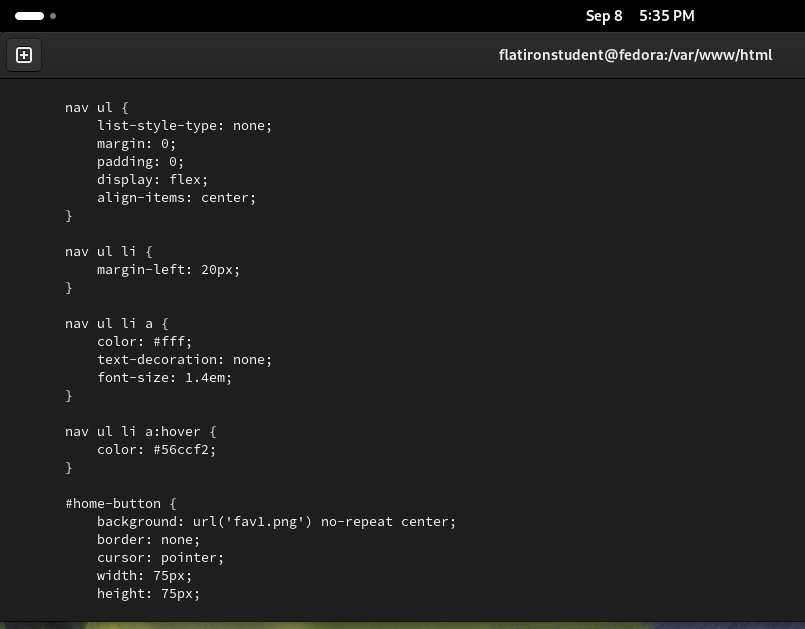 Sep 8 5:35 PM
flatironstudent@fedora:/var/www/html
nav ul {
list-style-type: none;
margin: 0;
padding: 0;
display: flex;
align-items: center;
}
nav ul li {
margin-left: 20px;
}
nav ul li a {
color: #fff;
text-decoration: none;
font-size: 1.4em;
}
nav ul li a:hover {
color: #56ccf2;
}
#home-button {
background: url('fav1.png') no-repeat center;
border: none;
cursor: pointer;
width: 75px;
height: 75px;